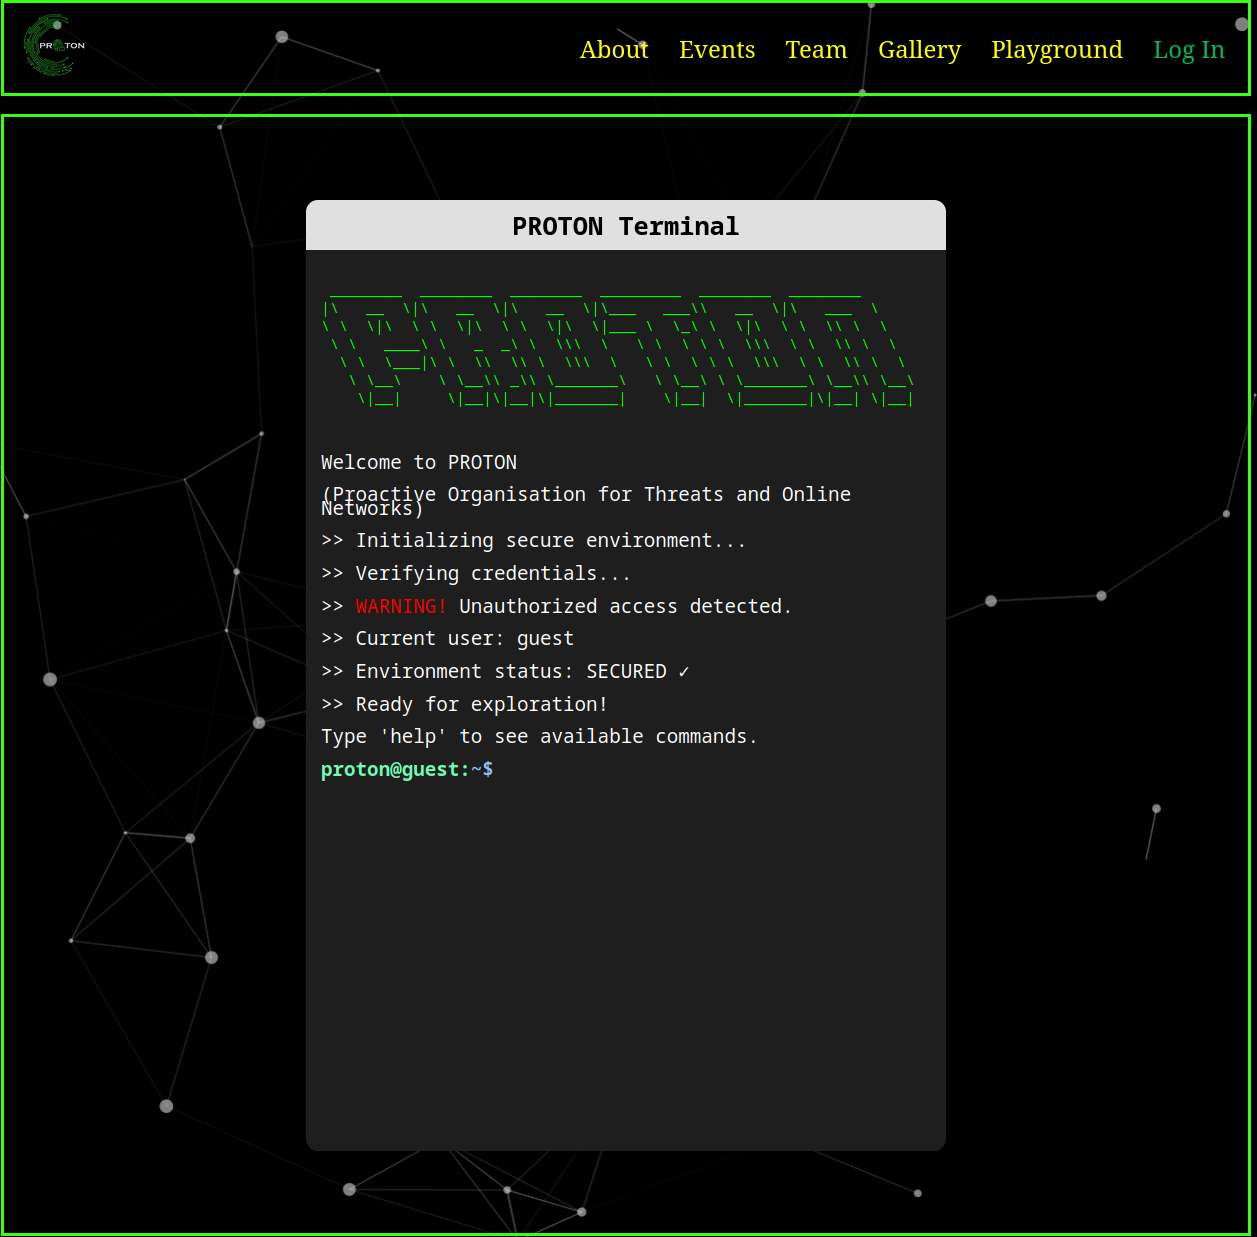 PROTON
About Events Team Gallery Playground Log In
PROTON Terminal
PROTON
Welcome to PROTON
(Proactive Organisation for Threats and Online
Networks)
>> Initializing secure environment...
>> Verifying credentials...
>> WARNING! Unauthorized access detected.
>> Current user: guest
>> Environment status: SECURED ✓
>> Ready for exploration!
Type 'help' to see available commands.
proton@guest:~$